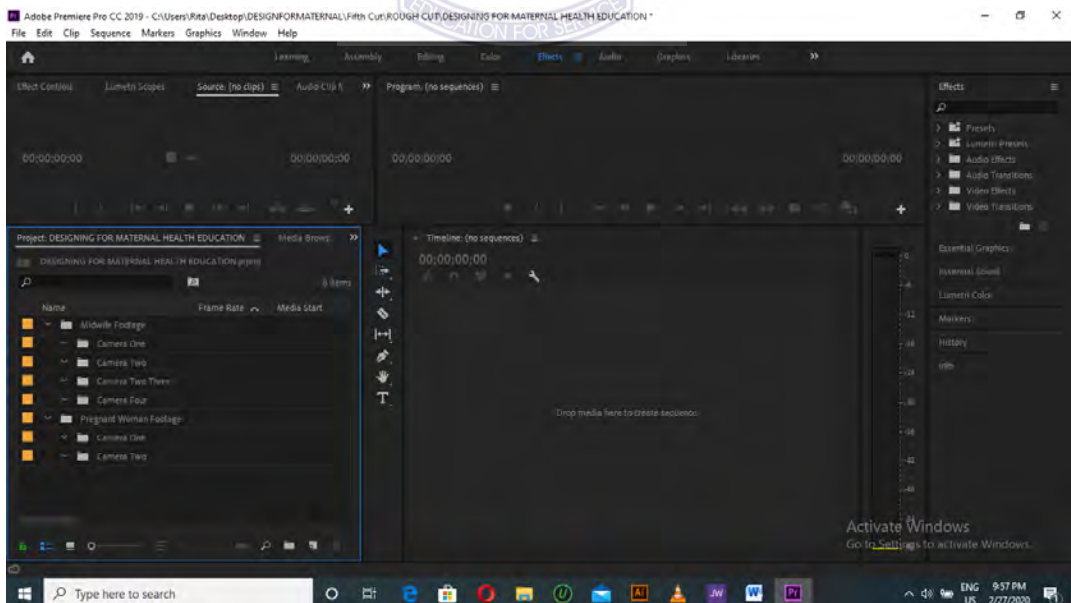 Adobe Premiere Pro CC 2019 - C:\Users\Rita\Desktop\DESIGNFORMATERNAL\Fifth Cut\ROUGH CUT\DESIGNING FOR MATERNAL HEALTH EDUCATION *
EDUCATION FOR SERVICE
File Edit Clip Sequence Markers Graphics Window Help
Learning Assembly Editing Color Effects Audio Graphics Libraries
Effect Controls Lumetri Scopes Source: (no clips) Audio Clip
Program: (no sequences)
Effects
Presets
Lumetri Presets
Audio Effects
Audio Transitions
Video Effects
Video Transitions
00;00;00;00 00;00;00;00
00;00;00;00 00;00;00;00
Project: DESIGNING FOR MATERNAL HEALTH EDUCATION Media Brows
DESIGNING FOR MATERNAL HEALTH EDUCATION.prproj
Name Frame Rate Media Start
Midwife Footage
Camera One
Camera Two
Camera Two Three
Camera Four
Pregnant Woman Footage
Camera One
Camera Two
Timeline: (no sequences)
00;00;00;00
Drop media here to create sequence.
0
Essential Graphics
Essential Sound
Lumetri Color
Markers
History
Info
Activate Windows
Go to Settings to activate Windows.
Type here to search
Ai
JW
W
Pr
ENG
US
9:57 PM
2/27/2020